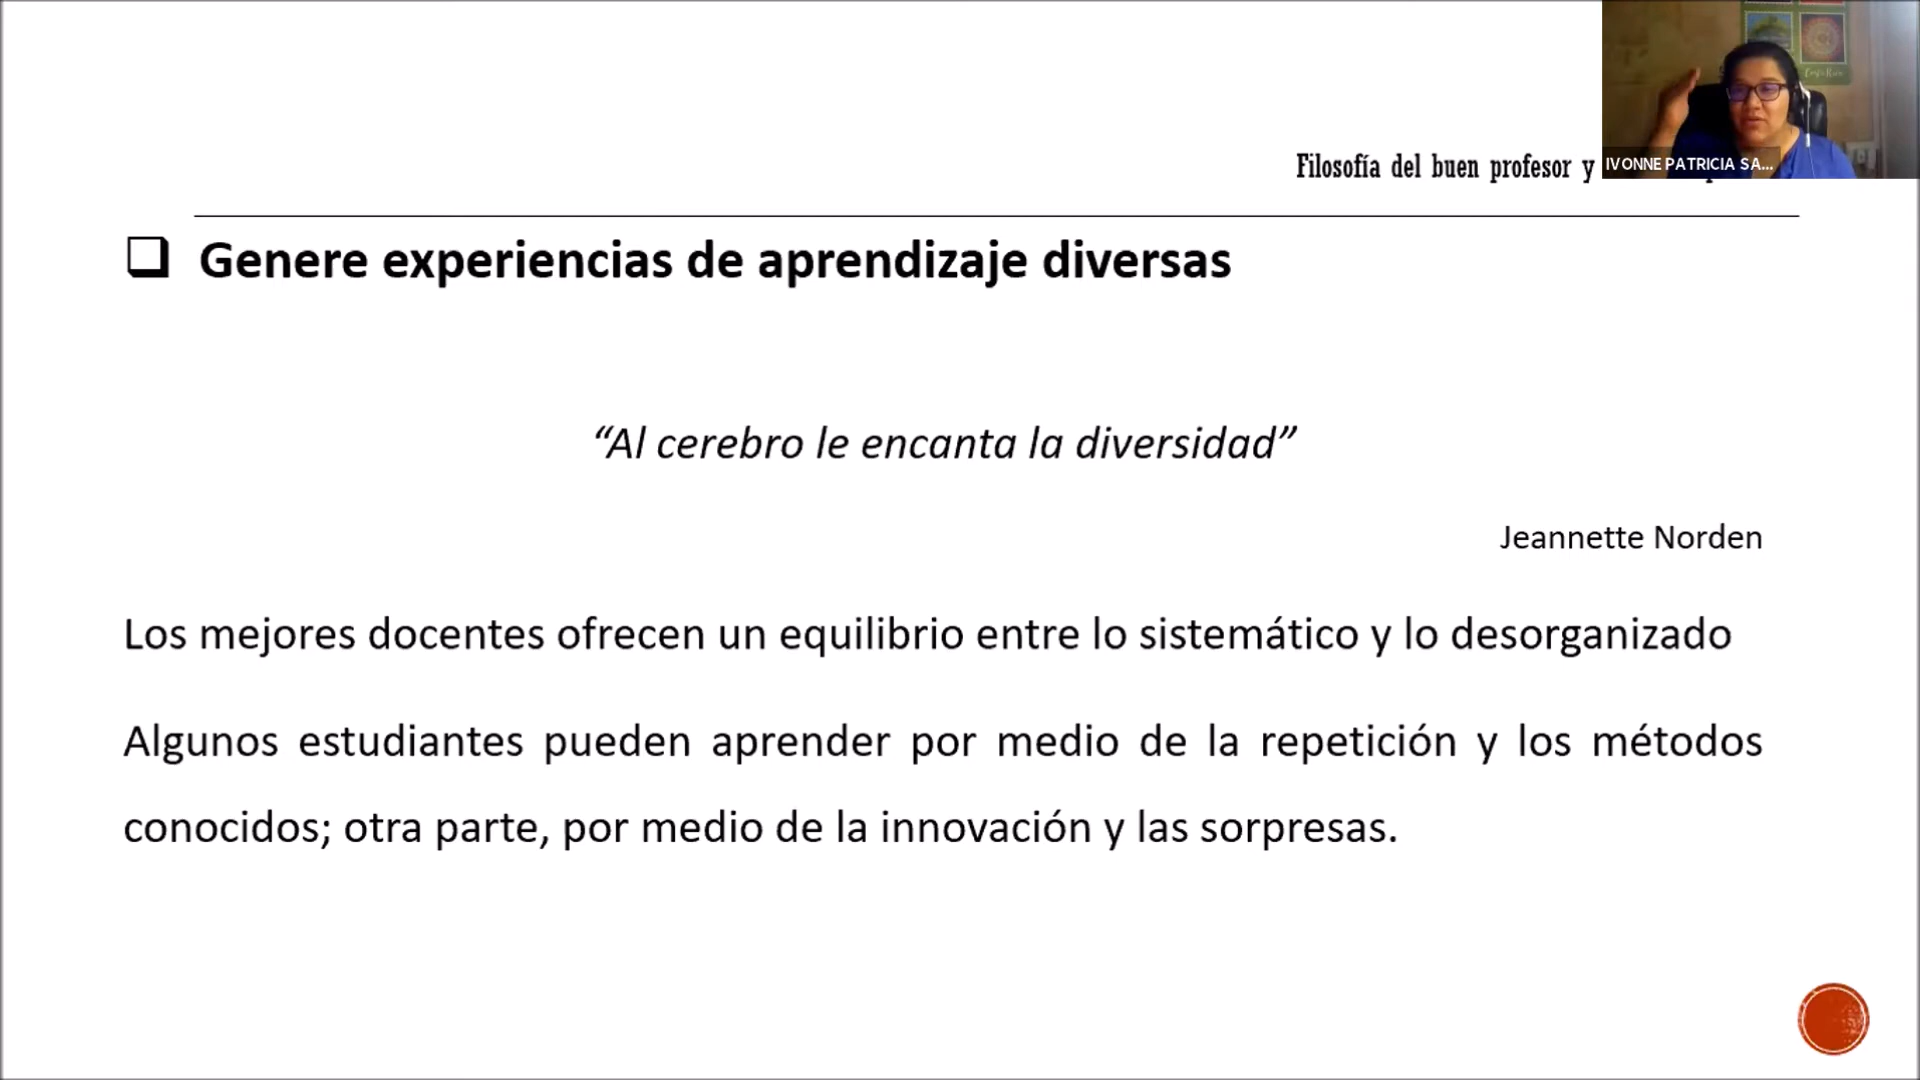 Filosofía del buen profesor y
IVONNE PATRICIA SA...
Costa Rica
❑ Genere experiencias de aprendizaje diversas
“Al cerebro le encanta la diversidad”
Jeannette Norden
Los mejores docentes ofrecen un equilibrio entre lo sistemático y lo desorganizado
Algunos estudiantes pueden aprender por medio de la repetición y los métodos
conocidos; otra parte, por medio de la innovación y las sorpresas.